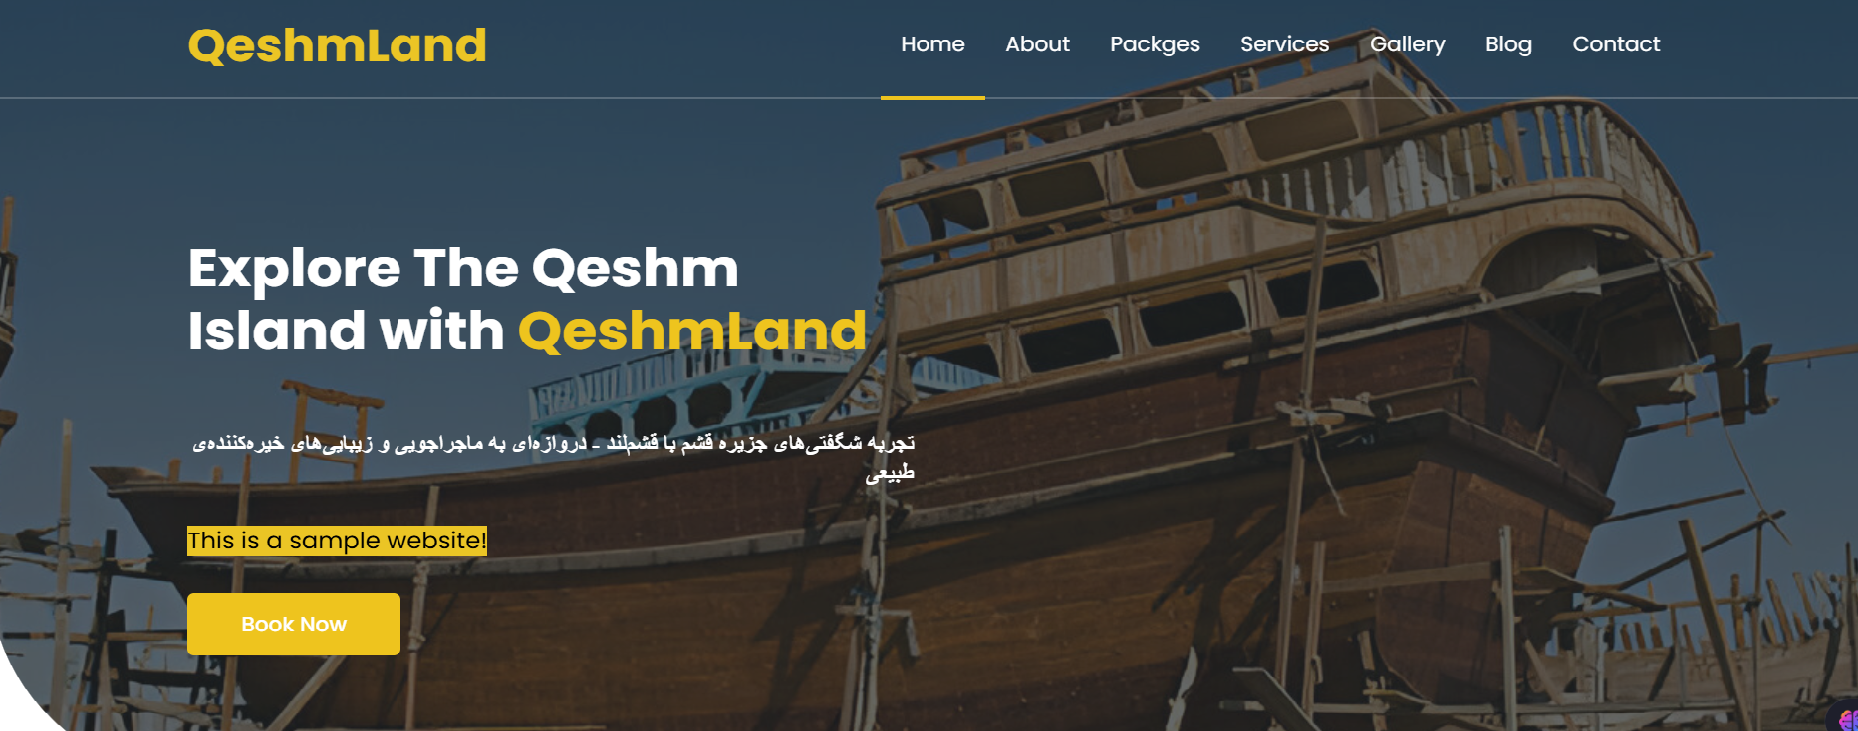 QeshmLand
Home About Packges Services Gallery Blog Contact
Explore The Qeshm
Island with QeshmLand
تجربه شگفتی‌های جزیره قشم با قشم‌لند - دروازه‌ای به ماجراجویی و زیبایی‌های خیره‌کننده‌ی
طبیعی
This is a sample website!
Book Now